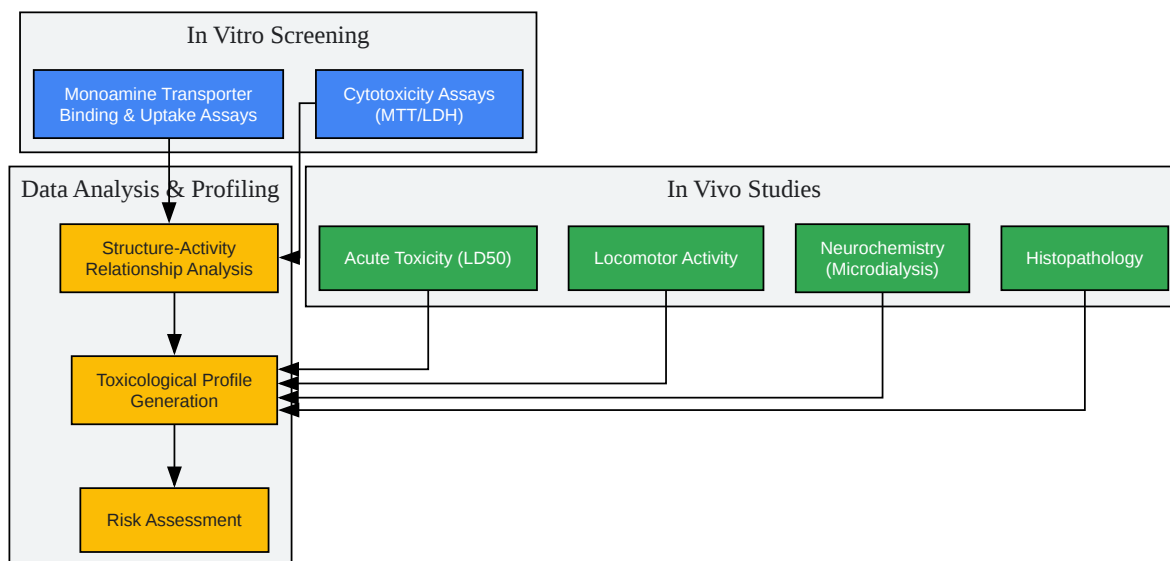 In Vitro Screening
Monoamine Transporter
Binding & Uptake Assays
Cytotoxicity Assays
(MTT/LDH)
Data Analysis & Profiling
Structure-Activity
Relationship Analysis
Toxicological Profile
Generation
Risk Assessment
In Vivo Studies
Acute Toxicity (LD50)
Locomotor Activity
Neurochemistry
(Microdialysis)
Histopathology